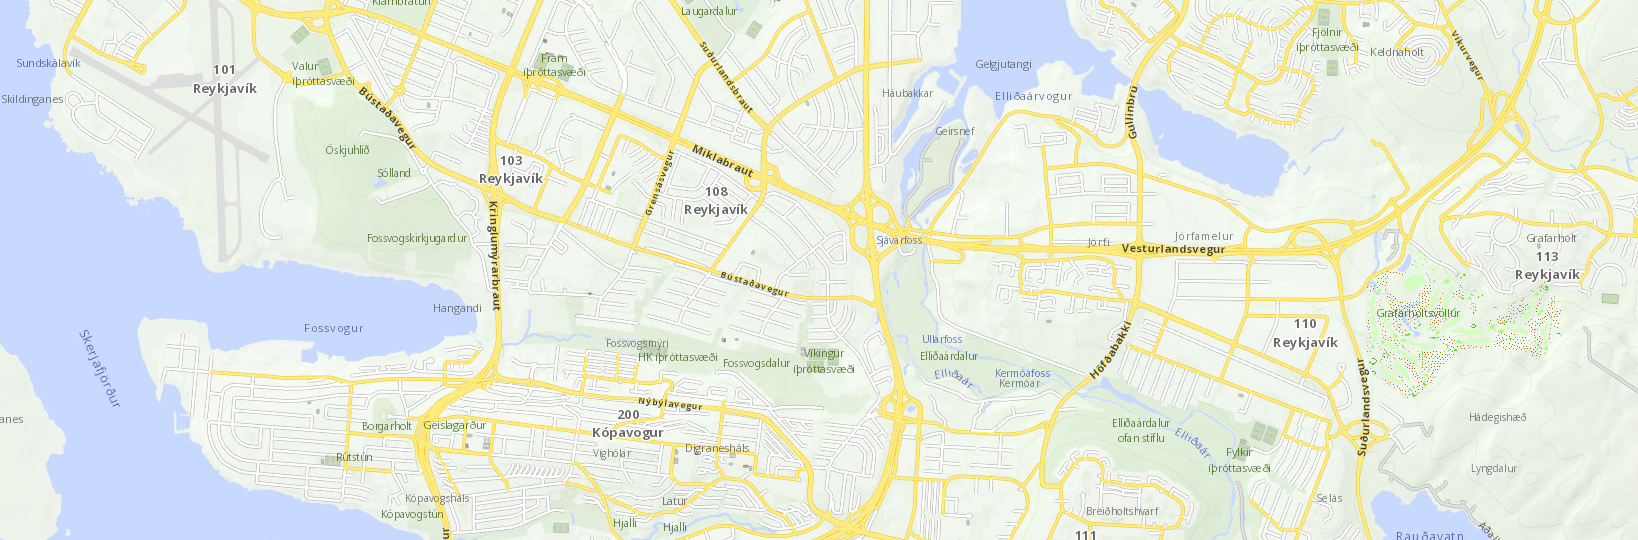 Klambratún
Laugardalur
Sundskálavík
Skildinganes
101
Reykjavík
Valur
íþróttasvæði
Fram
íþróttasvæði
Suðurlandsbraut
Háubakkar
Gelgjutangi
Elliðaárvogur
Geirsnef
Gullinbrú
Fjölnir
íþróttasvæði
Keldnaholt
Víkurvegur
Bústaðavegur
Öskjuhlíð
Sólland
103
Reykjavík
Miklabraut
108
Reykjavík
Grensásvegur
Kringlumýrarbraut
Fossvogskirkjugardur
Sjávarfoss
Jörfi
Jörfamelur
Vesturlandsvegur
Grafarholt
113
Reykjavík
Bústaðavegur
Hangandi
Fossvogur
Skerjafjörður
Fossvogsmýri
HK íþróttasvæði
Fossvogsdalur
Víkingur
íþróttasvæði
Ullarfoss
Elliðaárdalur
Elliðaár
Kermóafoss
Kermóar
Höfðabakki
110
Reykjavík
Grafarholtsvöllur
Suðurlandsvegur
Hádegishæð
Lyngdalur
anes
Nýbýlavegur
200
Kópavogur
Borgarholt
Geislagarður
Rútstún
Víghólar
Digranesháls
Elliðaárdalur
ofan stíflu
Elliðaár
Fylkir
íþróttasvæði
Kópavogsháls
Kópavogstún
Latur
Hjalli
Hjalli
Breiðholtshvarf
111
Selás
Rauðavatn